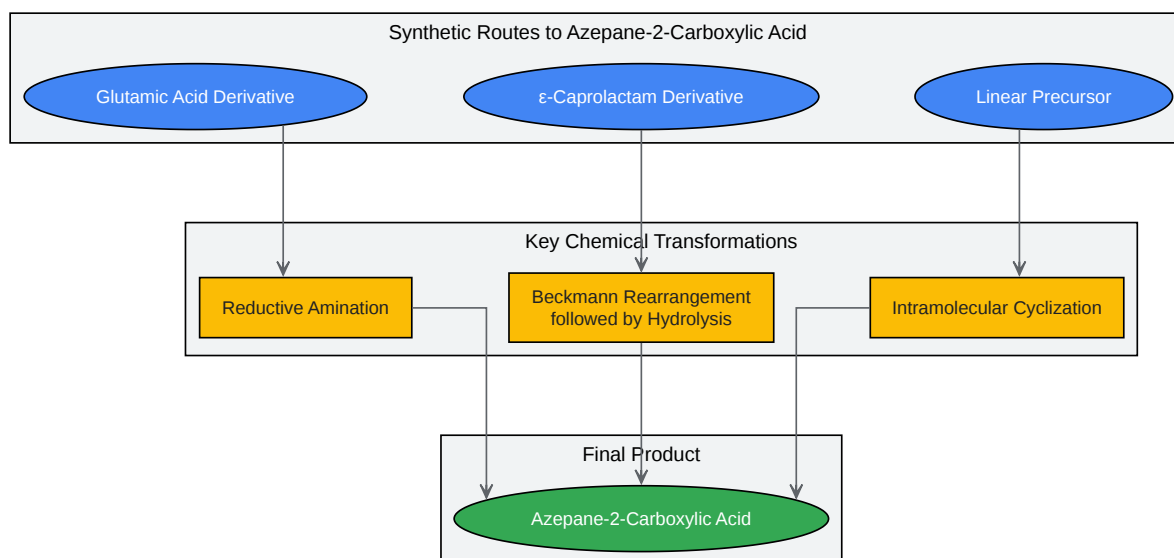 Synthetic Routes to Azepane-2-Carboxylic Acid
Glutamic Acid Derivative
ε-Caprolactam Derivative
Linear Precursor
Key Chemical Transformations
Reductive Amination
Beckmann Rearrangement
followed by Hydrolysis
Intramolecular Cyclization
Final Product
Azepane-2-Carboxylic Acid